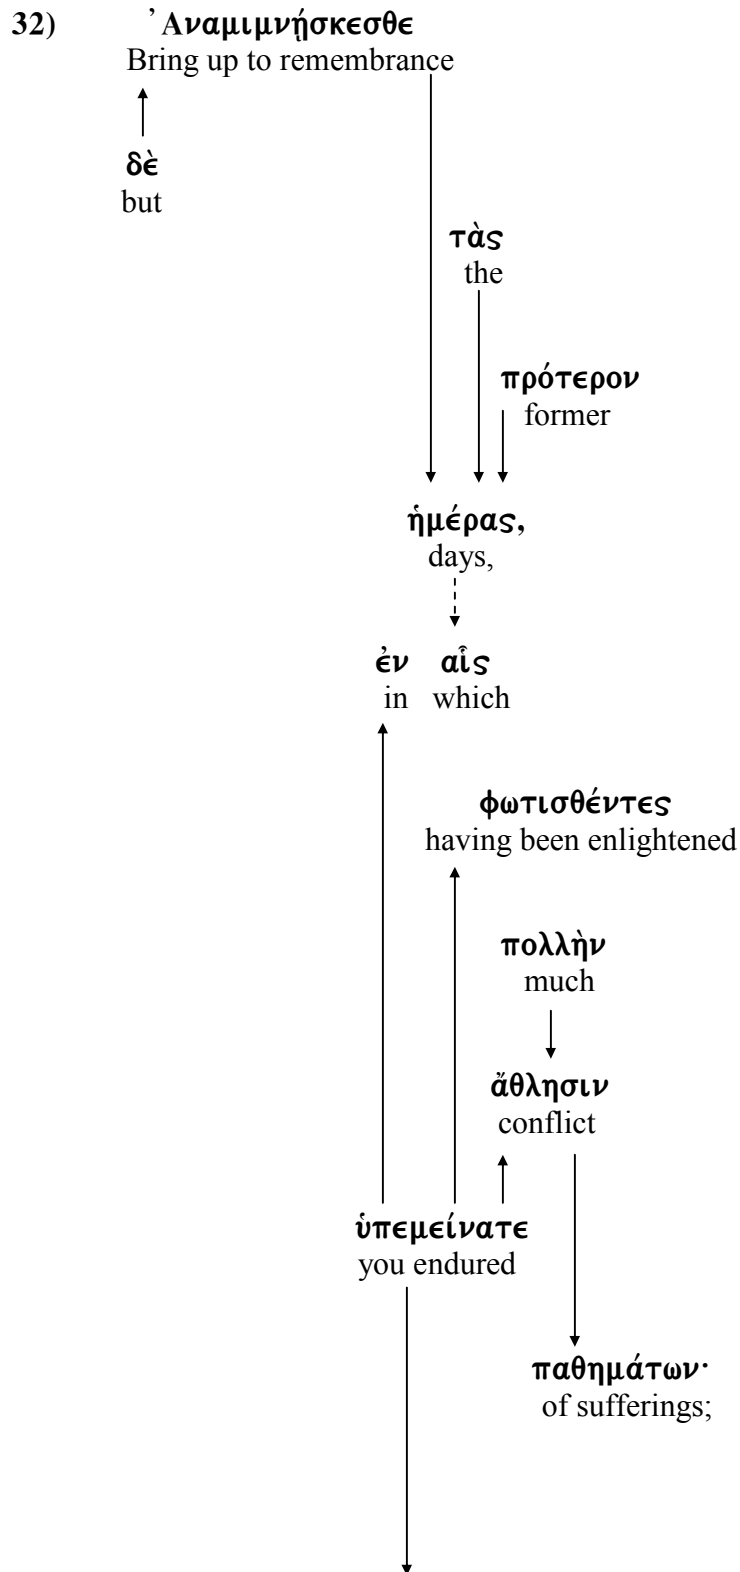 32) ᾿Αναμιμνῄσκεσθε
Bring up to remembrance
δὲ
but
τὰς
the
πρότερον
former
ἡμέρας,
days,
ἐν αἷς
in which
φωτισθέντες
having been enlightened
πολλὴν
much
ἄθλησιν
conflict
ὑπεμείνατε
you endured
παθημάτων·
of sufferings;